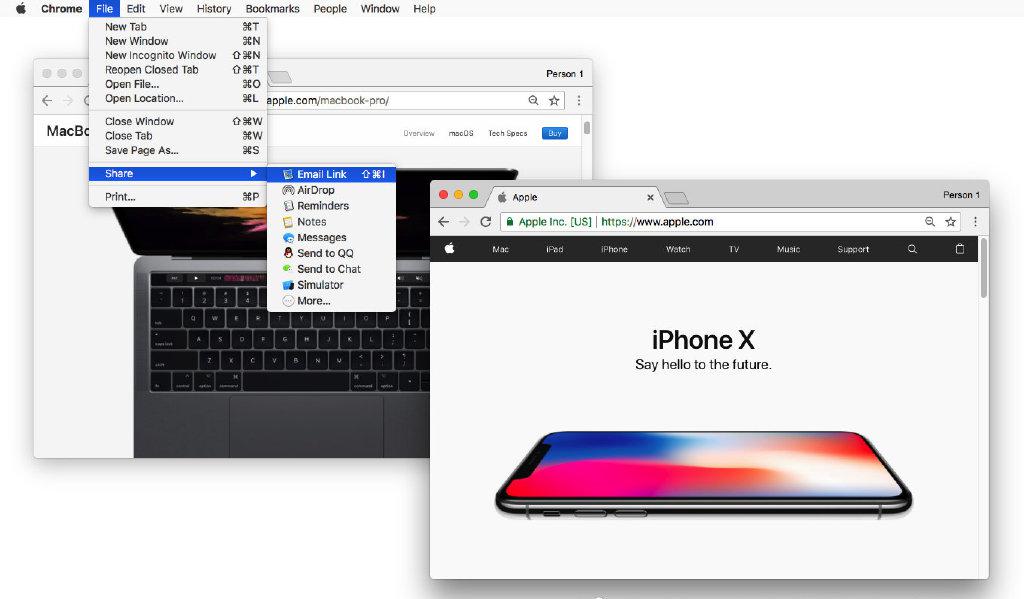 Chrome File Edit View History Bookmarks People Window Help
New Tab ⌘T
New Window ⌘N
New Incognito Window ⇧⌘N
Reopen Closed Tab ⇧⌘T
Open File... ⌘O
Open Location... ⌘L
Close Window ⇧⌘W
Close Tab ⌘W
Save Page As... ⌘S
Share
Print... ⌘P
Email Link ⇧⌘I
AirDrop
Reminders
Notes
Messages
Send to QQ
Send to Chat
Simulator
More...
Person 1
apple.com/macbook-pro/
Overview macOS Tech Specs Buy
Apple
Person 1
Apple Inc. [US] | https://www.apple.com
Mac iPad iPhone Watch TV Music Support
iPhone X
Say hello to the future.